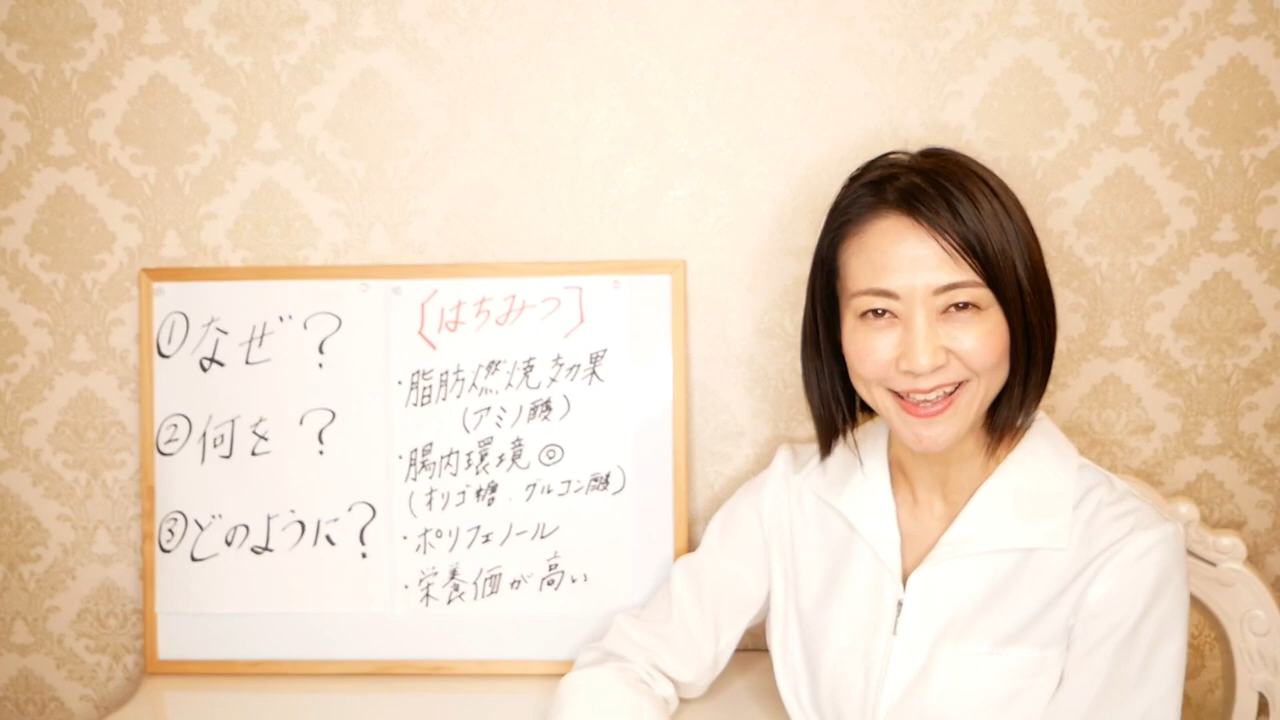 ①なぜ?
②何を?
③どのように?
[はちみつ]
・脂肪燃焼効果
(アミノ酸)
・腸内環境◎
(オリゴ糖、グルコン酸)
・ポリフェノール
・栄養価が高い